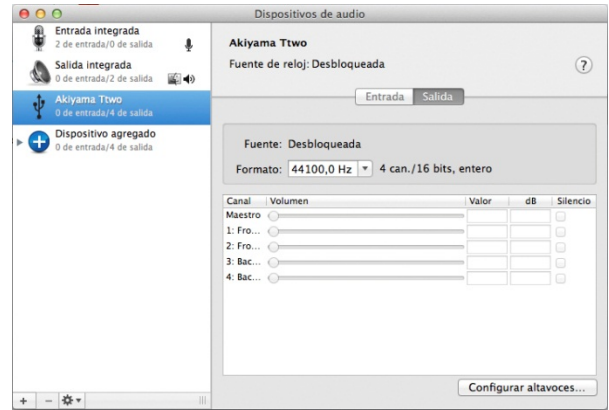 Dispositivos de audio
Entrada integrada
2 de entrada/0 de salida
Salida integrada
0 de entrada/2 de salida
Akiyama Ttwo
0 de entrada/4 de salida
Dispositivo agregado
0 de entrada/4 de salida
Akiyama Ttwo
Fuente de reloj: Desbloqueada
?
Entrada Salida
Fuente: Desbloqueada
Formato: 44100,0 Hz 4 can./16 bits, entero
Canal Volumen Valor dB Silencio
Maestro
1: Fro...
2: Fro...
3: Bac...
4: Bac...
Configurar altavoces...